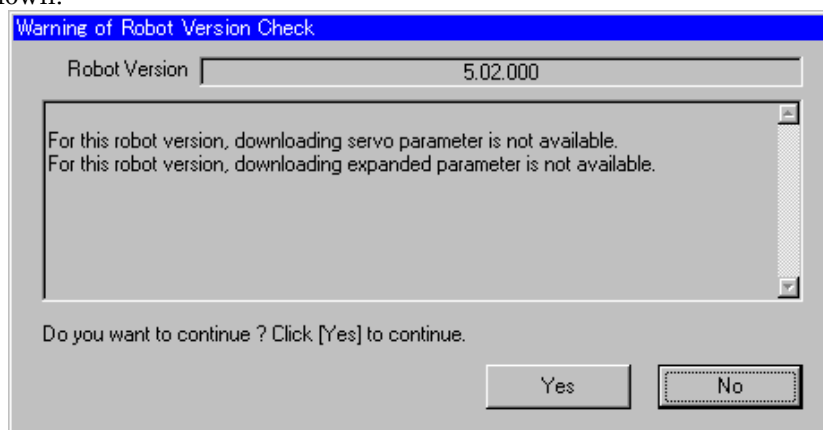 Warning of Robot Version Check
Robot Version 5.02.000
For this robot version, downloading servo parameter is not available.
For this robot version, downloading expanded parameter is not available.
Do you want to continue ? Click [Yes] to continue.
Yes No